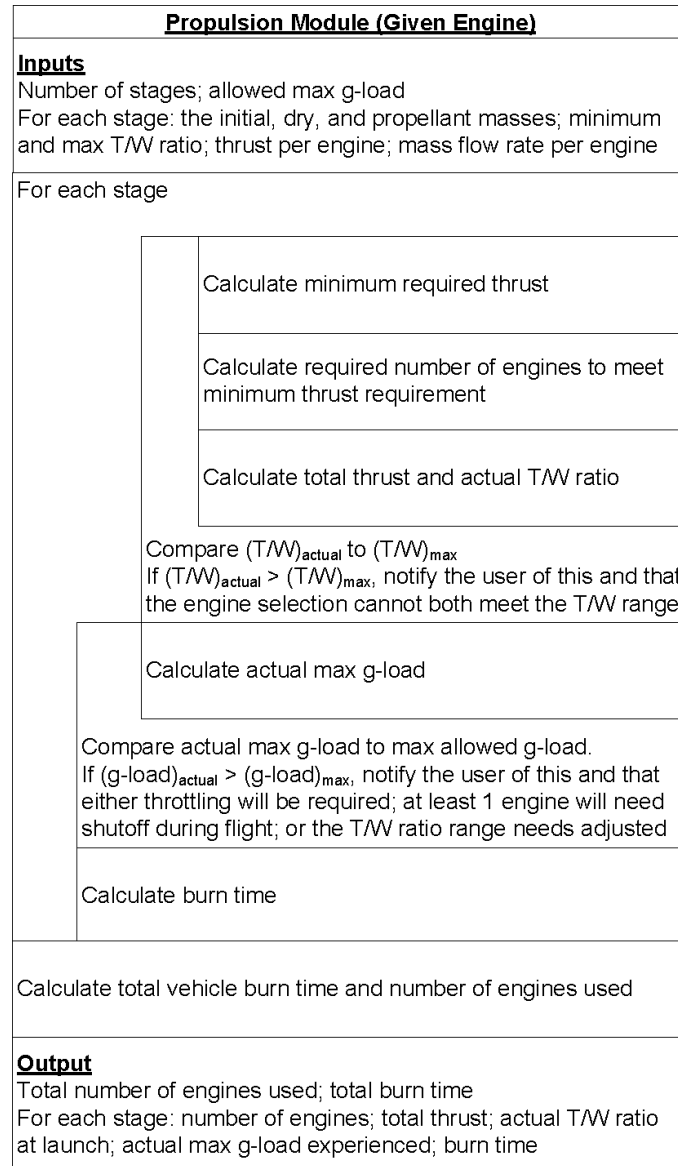 Propulsion Module (Given Engine)
Inputs
Number of stages; allowed max g-load
For each stage: the initial, dry, and propellant masses; minimum
and max T/W ratio; thrust per engine; mass flow rate per engine
For each stage
Calculate minimum required thrust
Calculate required number of engines to meet
minimum thrust requirement
Calculate total thrust and actual T/W ratio
Compare (T/W)actual to (T/W)max
If (T/W)actual > (T/W)max, notify the user of this and that
the engine selection cannot both meet the T/W range
Calculate actual max g-load
Compare actual max g-load to max allowed g-load.
If (g-load)actual > (g-load)max, notify the user of this and that
either throttling will be required; at least 1 engine will need
shutoff during flight; or the T/W ratio range needs adjusted
Calculate burn time
Calculate total vehicle burn time and number of engines used
Output
Total number of engines used; total burn time
For each stage: number of engines; total thrust; actual T/W ratio
at launch; actual max g-load experienced; burn time